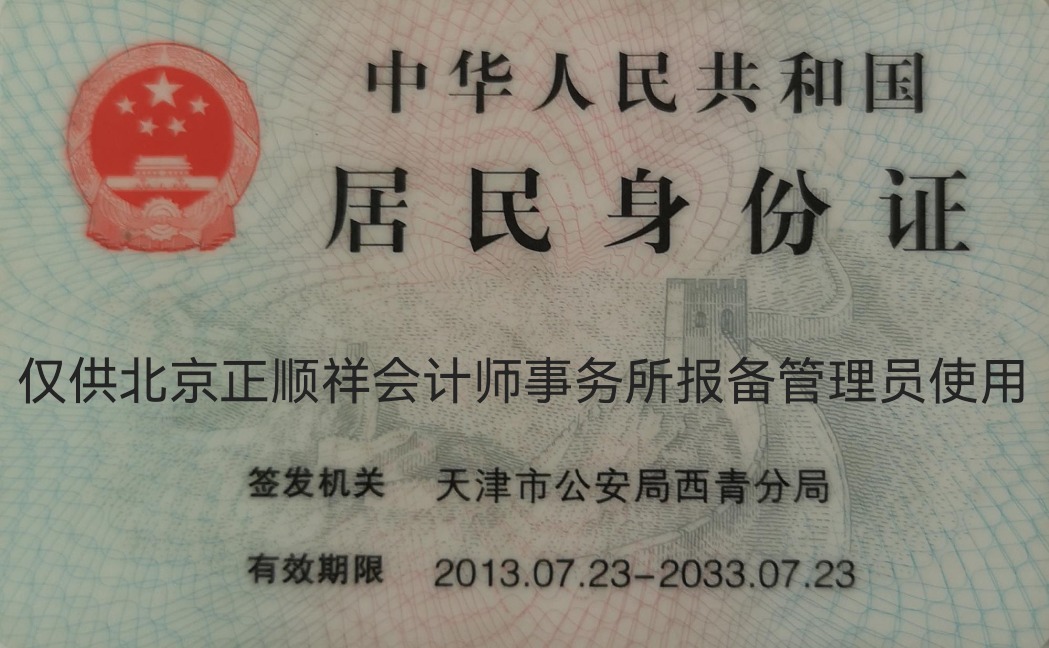 中华人民共和国
居民身份证
仅供北京正顺祥会计师事务所报备管理员使用
签发机关 天津市公安局西青分局
有效期限 2013.07.23-2033.07.23